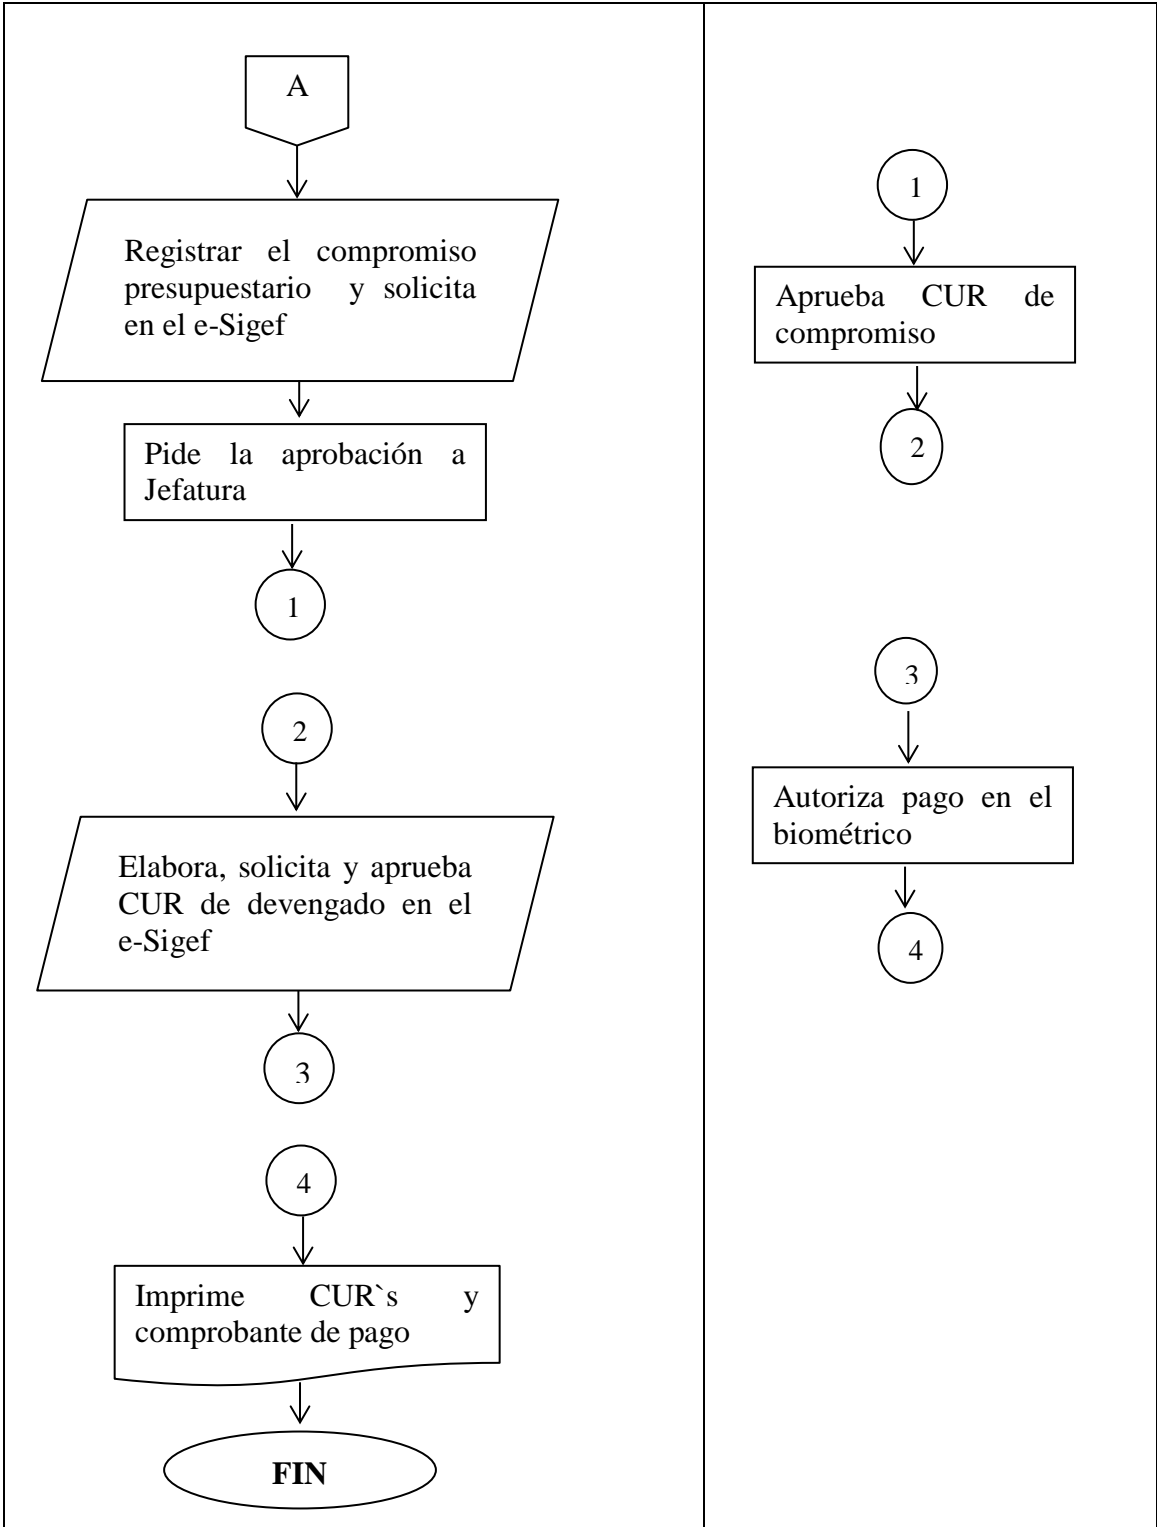 A
Registrar el compromiso
presupuestario y solicita
en el e-Sigef
Pide la aprobación a
Jefatura
1
2
Elabora, solicita y aprueba
CUR de devengado en el
e-Sigef
3
4
Imprime CUR`s y
comprobante de pago
FIN
1
Aprueba CUR de
compromiso
2
3
Autoriza pago en el
biométrico
4